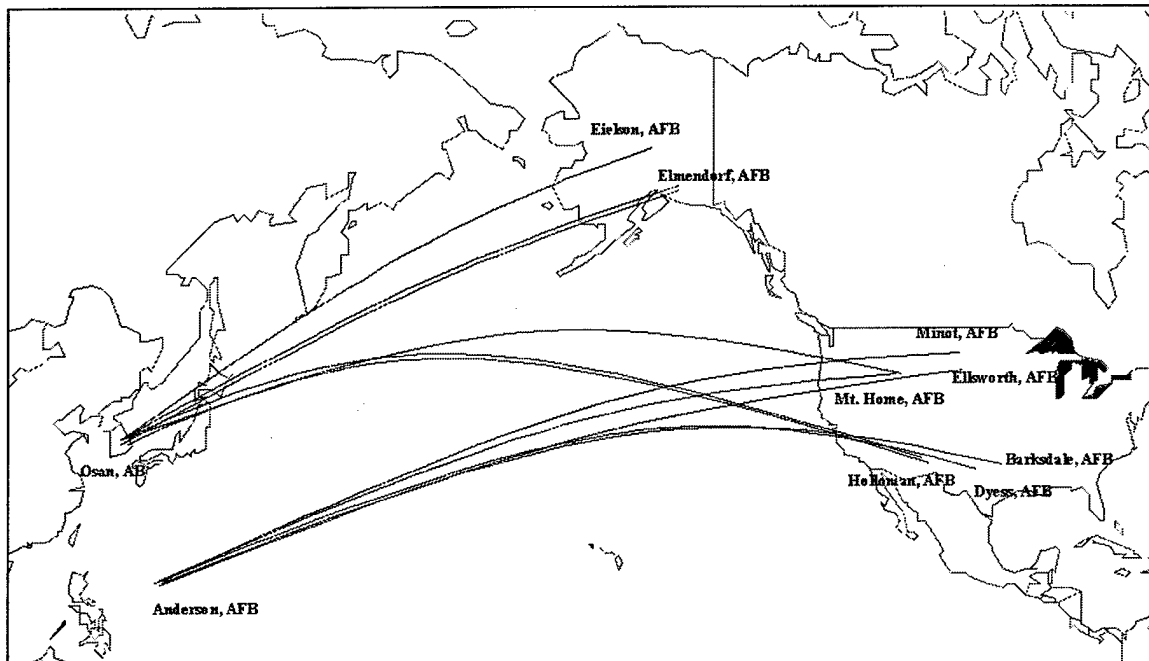 Eielson, AFB
Elmendorf, AFB
Minot, AFB
Ellsworth, AFB
Mt. Home, AFB
Barksdale, AFB
Osan, AB
Holloman, AFB
Dyess, AFB
Anderson, AFB